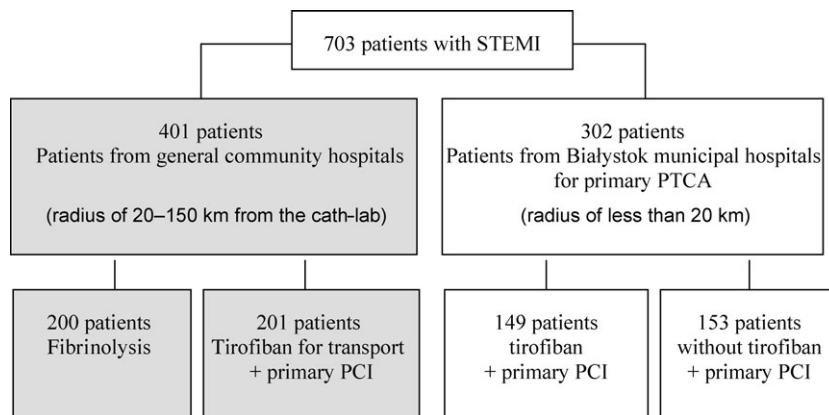 703 patients with STEMI
401 patients
Patients from general community hospitals
(radius of 20–150 km from the cath-lab)
302 patients
Patients from Białystok municipal hospitals
for primary PTCA
(radius of less than 20 km)
200 patients
Fibrinolysis
201 patients
Tirofiban for transport
+ primary PCI
149 patients
tirofiban
+ primary PCI
153 patients
without tirofiban
+ primary PCI